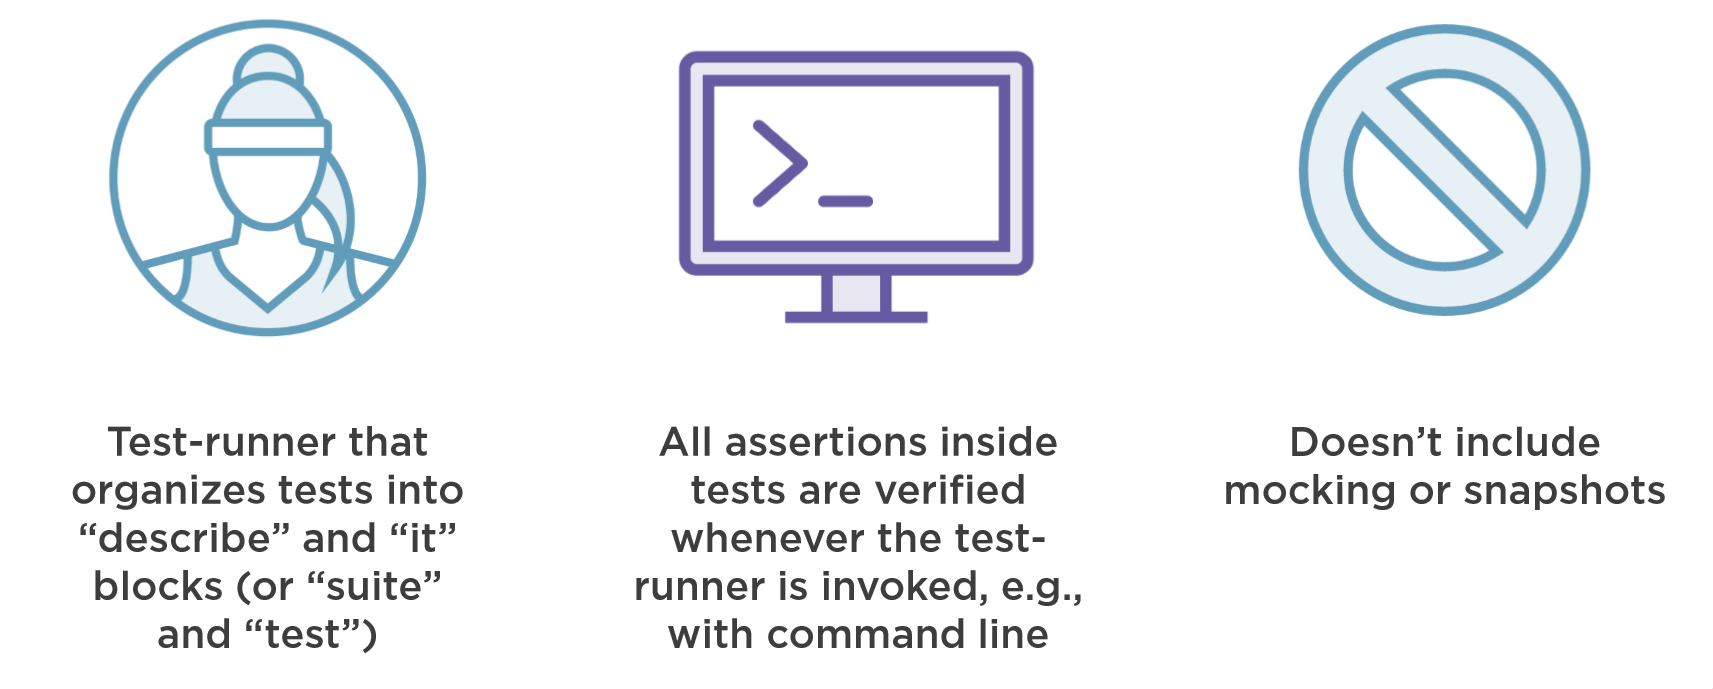 Test-runner that
organizes tests into
“describe” and “it”
blocks (or “suite”
and “test”)
All assertions inside
tests are verified
whenever the test-
runner is invoked, e.g.,
with command line
Doesn’t include
mocking or snapshots